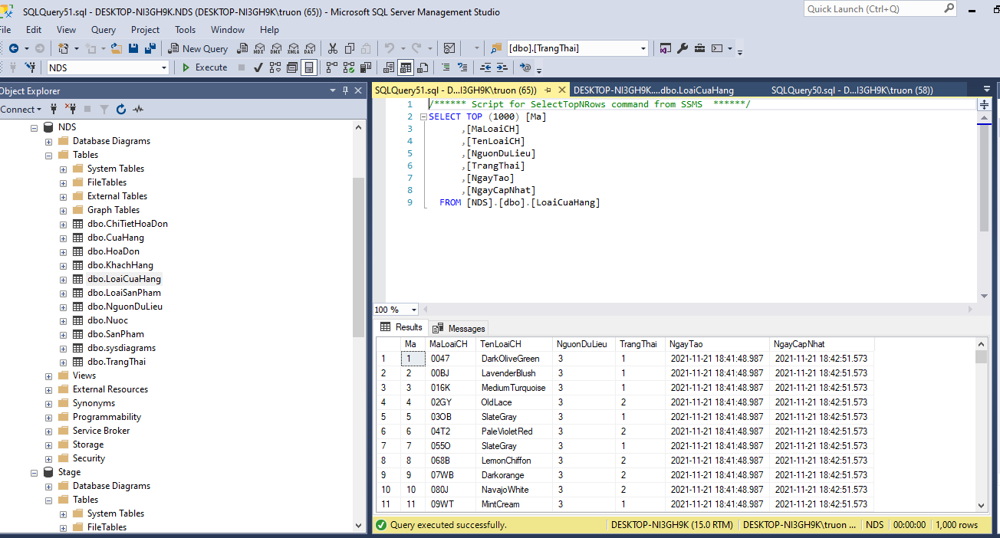 SQLQuery51.sql - DESKTOP-NI3GH9K.NDS (DESKTOP-NI3GH9K\truon (65)) - Microsoft SQL Server Management Studio
Quick Launch (Ctrl+Q)
File Edit View Query Project Tools Window Help
New Query MDX DMX XMLA DAX [dbo].[TrangThai]
NDS Execute
Object Explorer
Connect
NDS
Database Diagrams
Tables
System Tables
FileTables
External Tables
Graph Tables
dbo.ChiTietHoaDon
dbo.CuaHang
dbo.HoaDon
dbo.KhachHang
dbo.LoaiCuaHang
dbo.LoaiSanPham
dbo.NguonDuLieu
dbo.Nuoc
dbo.SanPham
dbo.sysdiagrams
dbo.TrangThai
Views
External Resources
Synonyms
Programmability
Service Broker
Storage
Security
Stage
Database Diagrams
Tables
System Tables
FileTables
SQLQuery51.sql - D...I3GH9K\truon (65)) DESKTOP-NI3GH9K....dbo.LoaiCuaHang SQLQuery50.sql - D...I3GH9K\truon (58))
1 /****** Script for SelectTopNRows command from SSMS ******/
2 SELECT TOP (1000) [Ma]
3 ,[MaLoaiCH]
4 ,[TenLoaiCH]
5 ,[NguonDuLieu]
6 ,[TrangThai]
7 ,[NgayTao]
8 ,[NgayCapNhat]
9 FROM [NDS].[dbo].[LoaiCuaHang]
100 %
Results Messages
Ma MaLoaiCH TenLoaiCH NguonDuLieu TrangThai NgayTao NgayCapNhat
1 1 0047 DarkOliveGreen 3 1 2021-11-21 18:41:48.987 2021-11-21 18:42:51.573
2 2 00BJ LavenderBlush 3 1 2021-11-21 18:41:48.987 2021-11-21 18:42:51.573
3 3 016K MediumTurquoise 3 1 2021-11-21 18:41:48.987 2021-11-21 18:42:51.573
4 4 02GY OldLace 3 2 2021-11-21 18:41:48.987 2021-11-21 18:42:51.573
5 5 03OB SlateGray 3 1 2021-11-21 18:41:48.987 2021-11-21 18:42:51.573
6 6 04T2 PaleVioletRed 3 2 2021-11-21 18:41:48.987 2021-11-21 18:42:51.573
7 7 055O SlateGray 3 1 2021-11-21 18:41:48.987 2021-11-21 18:42:51.573
8 8 068B LemonChiffon 3 2 2021-11-21 18:41:48.987 2021-11-21 18:42:51.573
9 9 07WB Darkorange 3 2 2021-11-21 18:41:48.987 2021-11-21 18:42:51.573
10 10 080J NavajoWhite 3 2 2021-11-21 18:41:48.987 2021-11-21 18:42:51.573
11 11 09WT MintCream 3 1 2021-11-21 18:41:48.987 2021-11-21 18:42:51.573
Query executed successfully. DESKTOP-NI3GH9K (15.0 RTM) DESKTOP-NI3GH9K\truon ... NDS 00:00:00 1,000 rows